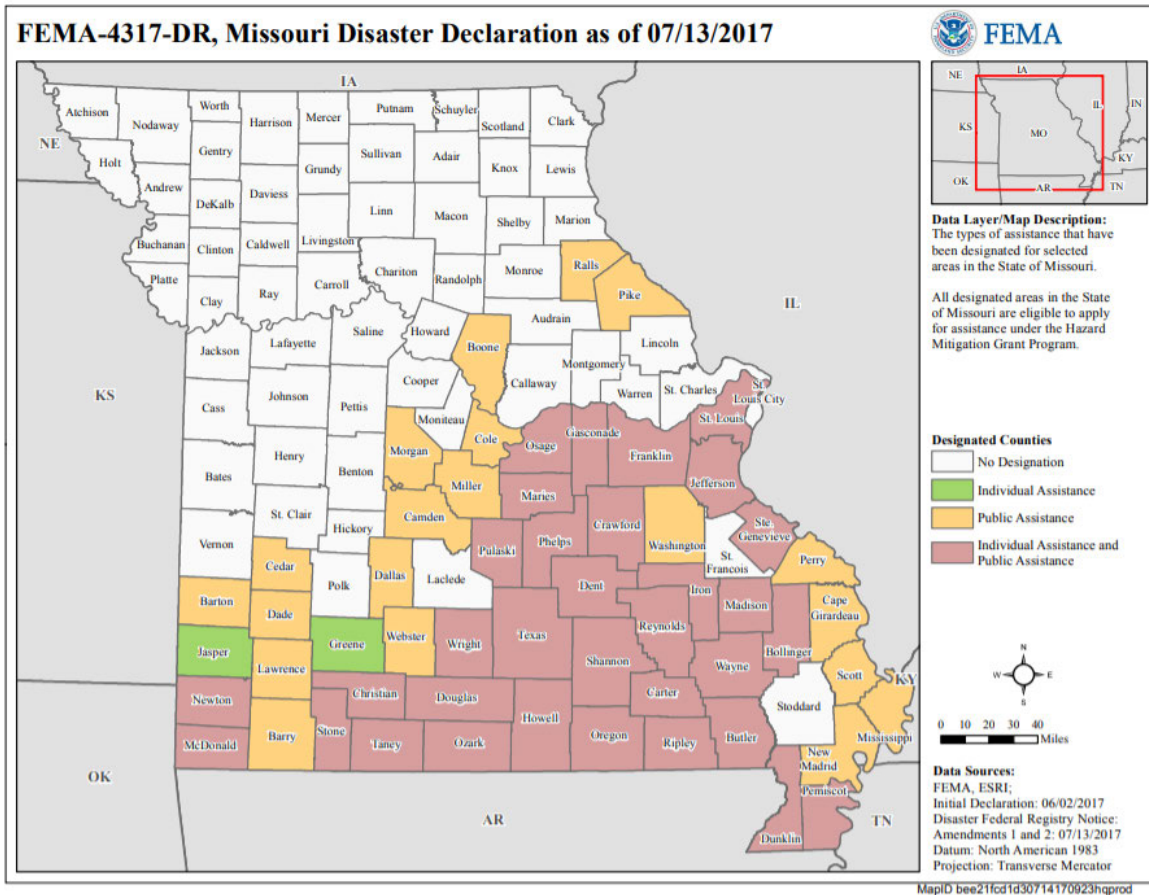 FEMA-4317-DR, Missouri Disaster Declaration as of 07/13/2017
FEMA
IA
NE
KS
OK
AR
IL
KY
TN
Atchison
Nodaway
Worth
Harrison
Mercer
Putnam
Schuyler
Scotland
Clark
Holt
Gentry
Andrew
DeKalb
Daviess
Grundy
Sullivan
Adair
Knox
Lewis
Linn
Macon
Shelby
Marion
Buchanan
Clinton
Caldwell
Livingston
Platte
Clay
Ray
Carroll
Chariton
Randolph
Monroe
Ralls
Pike
Audrain
Howard
Saline
Lafayette
Jackson
Boone
Cooper
Callaway
Montgomery
Lincoln
Warren
St. Charles
St.
Louis City
St. Louis
Cass
Johnson
Pettis
Moniteau
Cole
Osage
Gasconade
Franklin
Jefferson
Morgan
Miller
Maries
Bates
Henry
Benton
St. Clair
Hickory
Camden
Vernon
Cedar
Polk
Dallas
Laclede
Pulaski
Phelps
Crawford
Washington
St.
Francois
Ste.
Genevieve
Perry
Barton
Dade
Dent
Iron
Madison
Cape
Girardeau
Jasper
Greene
Webster
Wright
Texas
Reynolds
Bollinger
Lawrence
Shannon
Wayne
Scott
Newton
Christian
Douglas
Carter
Stoddard
Howell
McDonald
Barry
Stone
Taney
Ozark
Oregon
Ripley
Butler
New
Madrid
Mississippi
Pemiscot
Dunklin
NE
IA
IL
IN
KS
MO
KY
OK
AR
TN
Data Layer/Map Description:
The types of assistance that have
been designated for selected
areas in the State of Missouri.
All designated areas in the State
of Missouri are eligible to apply
for assistance under the Hazard
Mitigation Grant Program.
Designated Counties
No Designation
Individual Assistance
Public Assistance
Individual Assistance and
Public Assistance
N
W
E
S
0 10 20 30 40
Miles
Data Sources:
FEMA, ESRI;
Initial Declaration: 06/02/2017
Disaster Federal Registry Notice:
Amendments 1 and 2: 07/13/2017
Datum: North American 1983
Projection: Transverse Mercator
MapID bee21fcd1d30714170923hqprod